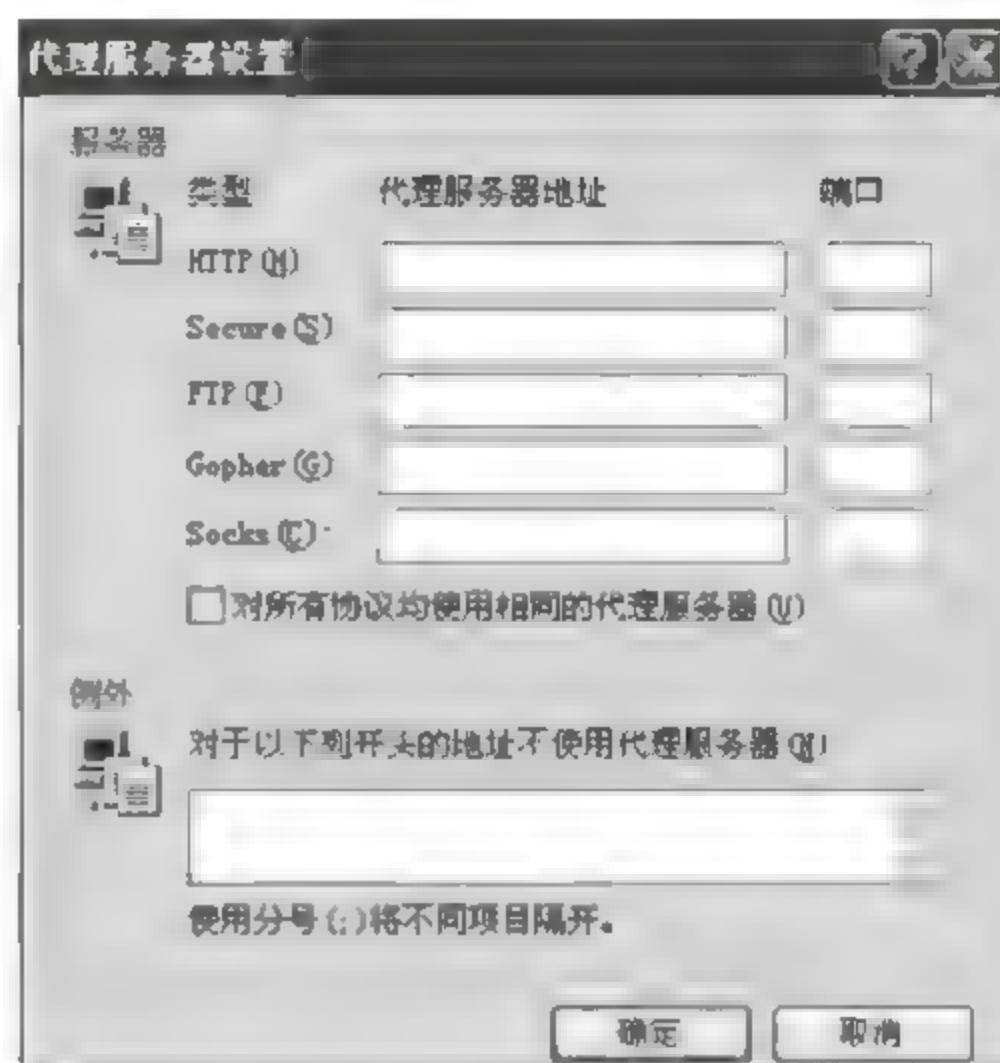 代理服务器设置
服务器
类型 代理服务器地址 端口
HTTP(H)
Secure(S)
FTP(F)
Gopher(G)
Socks(C)
对所有协议均使用相同的代理服务器(U)
例外
对于以下列开头的地址不使用代理服务器(N)
使用分号(;)将不同项目隔开。
确定 取消